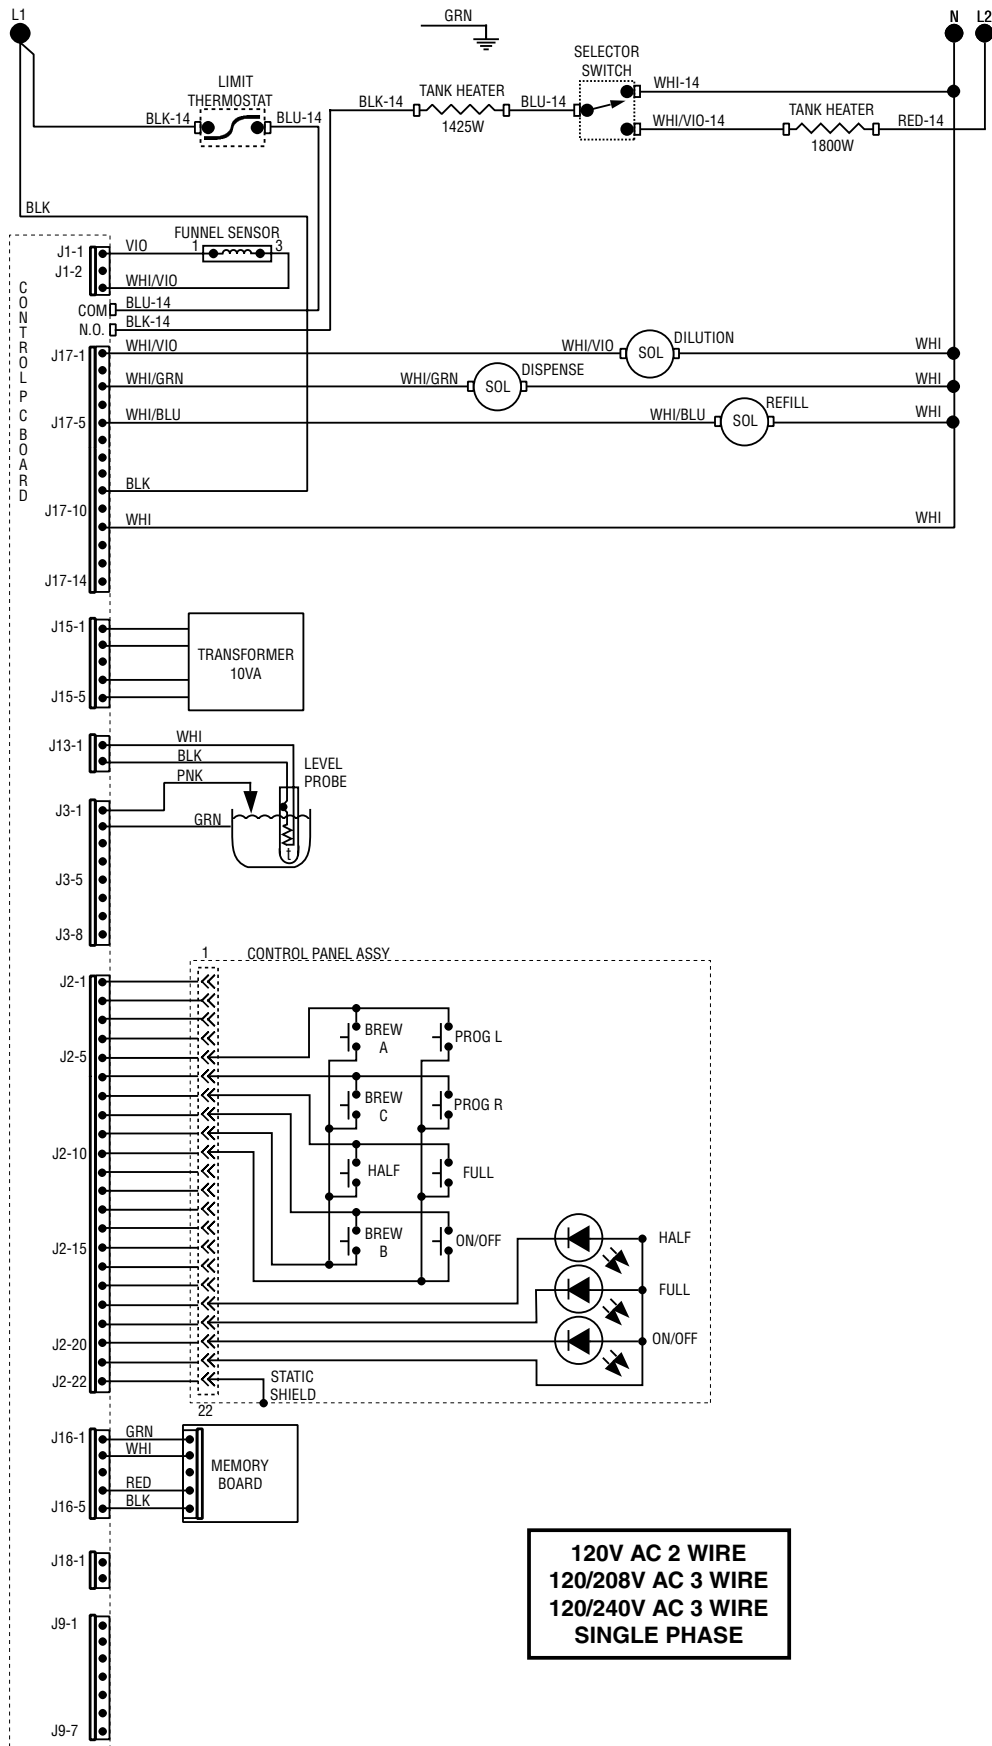 L1
GRN
N
L2
SELECTOR
SWITCH
LIMIT
THERMOSTAT
TANK HEATER
WHI-14
BLK-14
BLU-14
BLK-14
BLU-14
1425W
TANK HEATER
WHI/VIO-14
RED-14
1800W
BLK
CONTROL PC BOARD
FUNNEL SENSOR
J1-1
VIO
1
3
J1-2
WHI/VIO
COM
BLU-14
N.O.
BLK-14
J17-1
WHI/VIO
WHI/VIO
SOL
DILUTION
WHI
WHI/GRN
WHI/GRN
SOL
DISPENSE
WHI
J17-5
WHI/BLU
WHI/BLU
SOL
REFILL
WHI
BLK
J17-10
WHI
WHI
J17-14
J15-1
TRANSFORMER
10VA
J15-5
J13-1
WHI
BLK
LEVEL
PROBE
PNK
J3-1
GRN
t
J3-5
J3-8
1
CONTROL PANEL ASSY
J2-1
BREW
A
PROG L
J2-5
BREW
C
PROG R
J2-10
HALF
FULL
BREW
B
ON/OFF
J2-15
HALF
FULL
J2-20
ON/OFF
J2-22
STATIC
SHIELD
22
J16-1
GRN
WHI
MEMORY
BOARD
RED
J16-5
BLK
J18-1
120V AC 2 WIRE
120/208V AC 3 WIRE
120/240V AC 3 WIRE
SINGLE PHASE
J9-1
J9-7